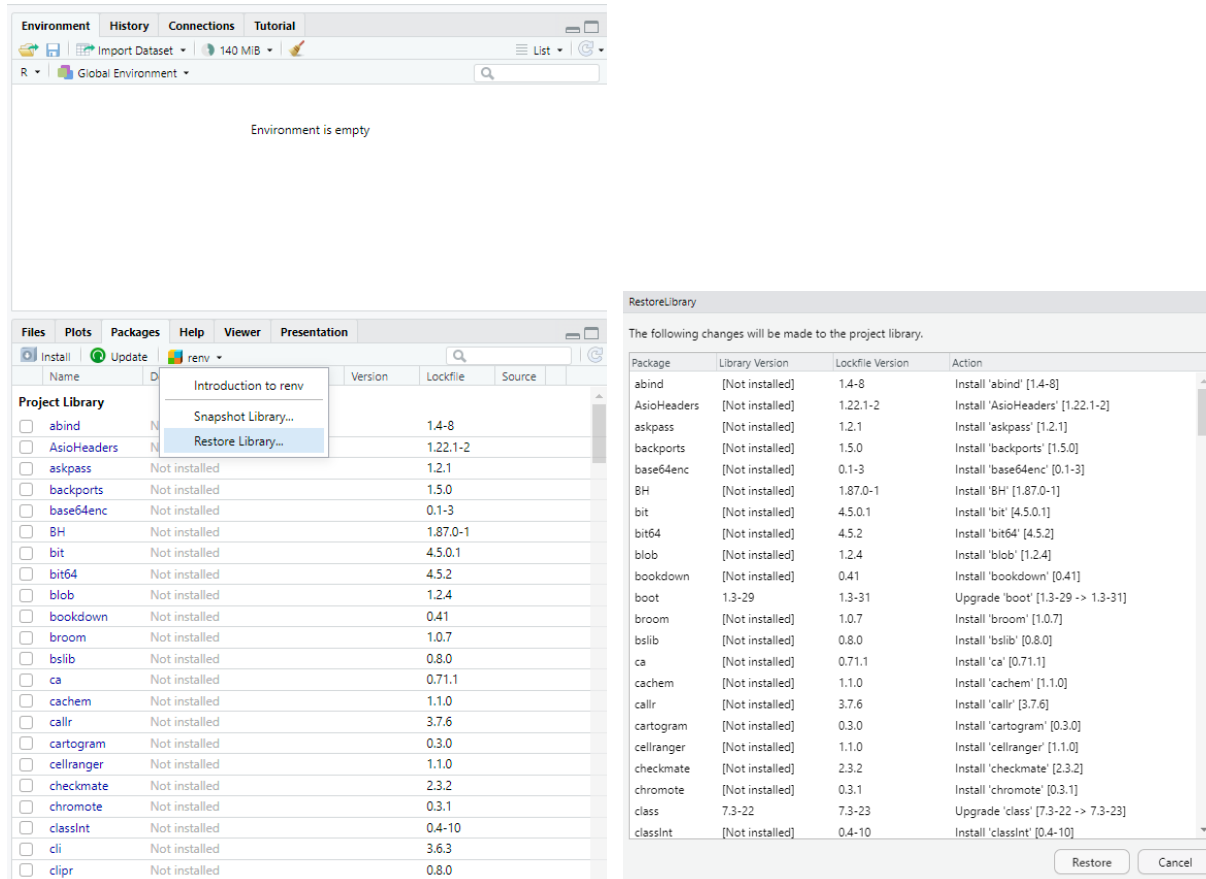 Environment History Connections Tutorial
Import Dataset 140 MiB List
R Global Environment
Environment is empty
Files Plots Packages Help Viewer Presentation
Install Update renv
Name D Version Lockfile Source
Introduction to renv
Snapshot Library...
Restore Library...
Project Library
abind N 1.4-8
AsioHeaders N 1.22.1-2
askpass Not installed 1.2.1
backports Not installed 1.5.0
base64enc Not installed 0.1-3
BH Not installed 1.87.0-1
bit Not installed 4.5.0.1
bit64 Not installed 4.5.2
blob Not installed 1.2.4
bookdown Not installed 0.41
broom Not installed 1.0.7
bslib Not installed 0.8.0
ca Not installed 0.71.1
cachem Not installed 1.1.0
callr Not installed 3.7.6
cartogram Not installed 0.3.0
cellranger Not installed 1.1.0
checkmate Not installed 2.3.2
chromote Not installed 0.3.1
classInt Not installed 0.4-10
cli Not installed 3.6.3
clipr Not installed 0.8.0
RestoreLibrary
The following changes will be made to the project library.
Package Library Version Lockfile Version Action
abind [Not installed] 1.4-8 Install 'abind' [1.4-8]
AsioHeaders [Not installed] 1.22.1-2 Install 'AsioHeaders' [1.22.1-2]
askpass [Not installed] 1.2.1 Install 'askpass' [1.2.1]
backports [Not installed] 1.5.0 Install 'backports' [1.5.0]
base64enc [Not installed] 0.1-3 Install 'base64enc' [0.1-3]
BH [Not installed] 1.87.0-1 Install 'BH' [1.87.0-1]
bit [Not installed] 4.5.0.1 Install 'bit' [4.5.0.1]
bit64 [Not installed] 4.5.2 Install 'bit64' [4.5.2]
blob [Not installed] 1.2.4 Install 'blob' [1.2.4]
bookdown [Not installed] 0.41 Install 'bookdown' [0.41]
boot 1.3-29 1.3-31 Upgrade 'boot' [1.3-29 -> 1.3-31]
broom [Not installed] 1.0.7 Install 'broom' [1.0.7]
bslib [Not installed] 0.8.0 Install 'bslib' [0.8.0]
ca [Not installed] 0.71.1 Install 'ca' [0.71.1]
cachem [Not installed] 1.1.0 Install 'cachem' [1.1.0]
callr [Not installed] 3.7.6 Install 'callr' [3.7.6]
cartogram [Not installed] 0.3.0 Install 'cartogram' [0.3.0]
cellranger [Not installed] 1.1.0 Install 'cellranger' [1.1.0]
checkmate [Not installed] 2.3.2 Install 'checkmate' [2.3.2]
chromote [Not installed] 0.3.1 Install 'chromote' [0.3.1]
class 7.3-22 7.3-23 Upgrade 'class' [7.3-22 -> 7.3-23]
classInt [Not installed] 0.4-10 Install 'classInt' [0.4-10]
Restore Cancel